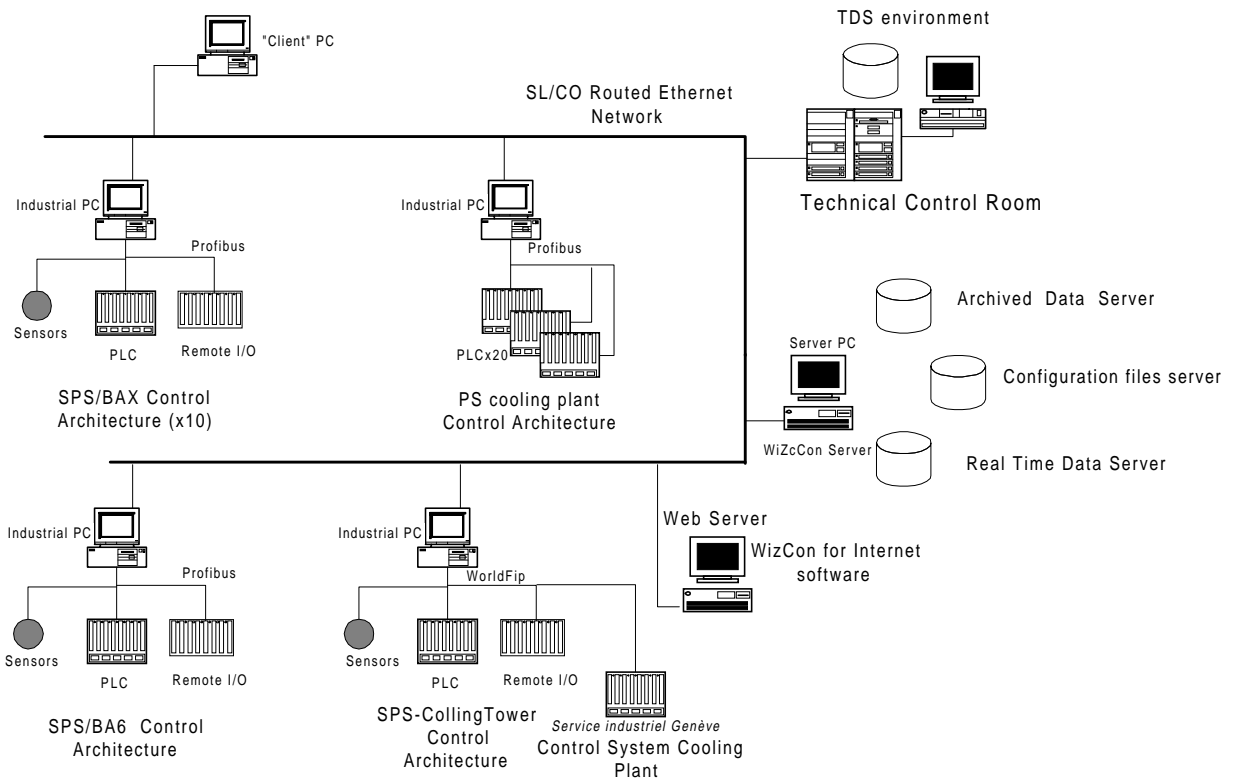 TDS environment
"Client" PC
SL/CO Routed Ethernet
Network
Technical Control Room
Industrial PC
Profibus
Sensors
PLC
Remote I/O
SPS/BAX Control
Architecture (x10)
Industrial PC
Profibus
PLCx20
PS cooling plant
Control Architecture
Archived Data Server
Server PC
Configuration files server
WiZcCon Server
Real Time Data Server
Industrial PC
Profibus
Sensors
PLC
Remote I/O
SPS/BA6 Control
Architecture
Industrial PC
WorldFip
Sensors
PLC
Remote I/O
SPS-CollingTower
Control
Architecture
Service industriel Genève
Control System Cooling
Plant
Web Server
WizCon for Internet
software